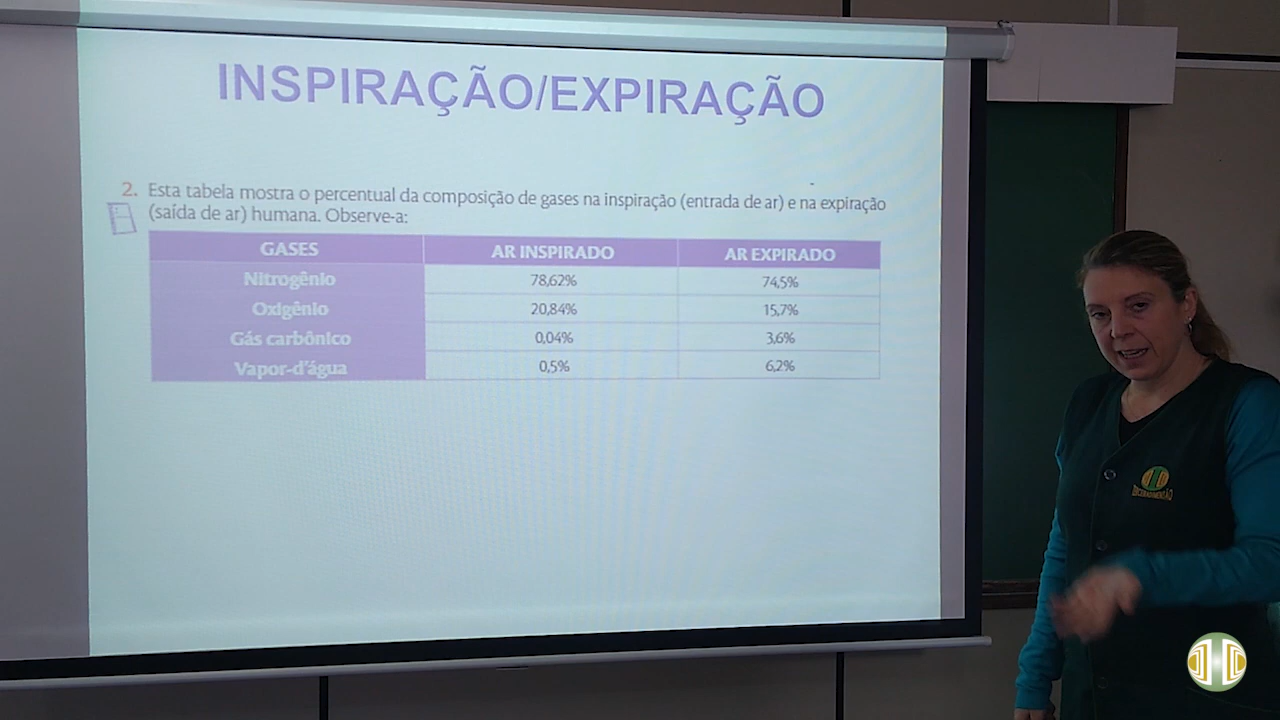 INSPIRAÇÃO/EXPIRAÇÃO
2. Esta tabela mostra o percentual da composição de gases na inspiração (entrada de ar) e na expiração
(saída de ar) humana. Observe-a:
GASES AR INSPIRADO AR EXPIRADO
Nitrogênio 78,62% 74,5%
Oxigênio 20,84% 15,7%
Gás carbônico 0,04% 3,6%
Vapor-d'água 0,5% 6,2%